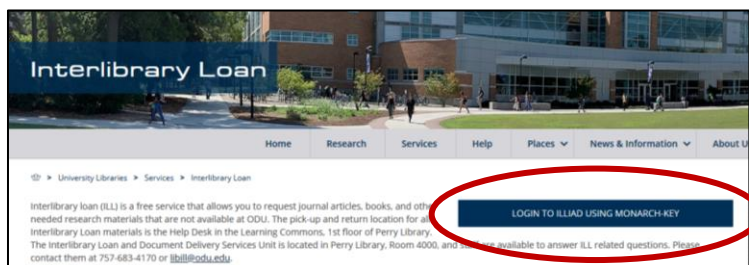 Interlibrary Loan
Home Research Services Help Places News & Information About U
University Libraries > Services > Interlibrary Loan
Interlibrary loan (ILL) is a free service that allows you to request journal articles, books, and othe
needed research materials that are not available at ODU. The pick-up and return location for all
Interlibrary Loan materials is the Help Desk in the Learning Commons, 1st floor of Perry Library.
LOGIN TO ILLIAD USING MONARCH-KEY
The Interlibrary Loan and Document Delivery Services Unit is located in Perry Library, Room 4000, and staff are available to answer ILL related questions. Please
contact them at 757-683-4170 or libill@odu.edu.